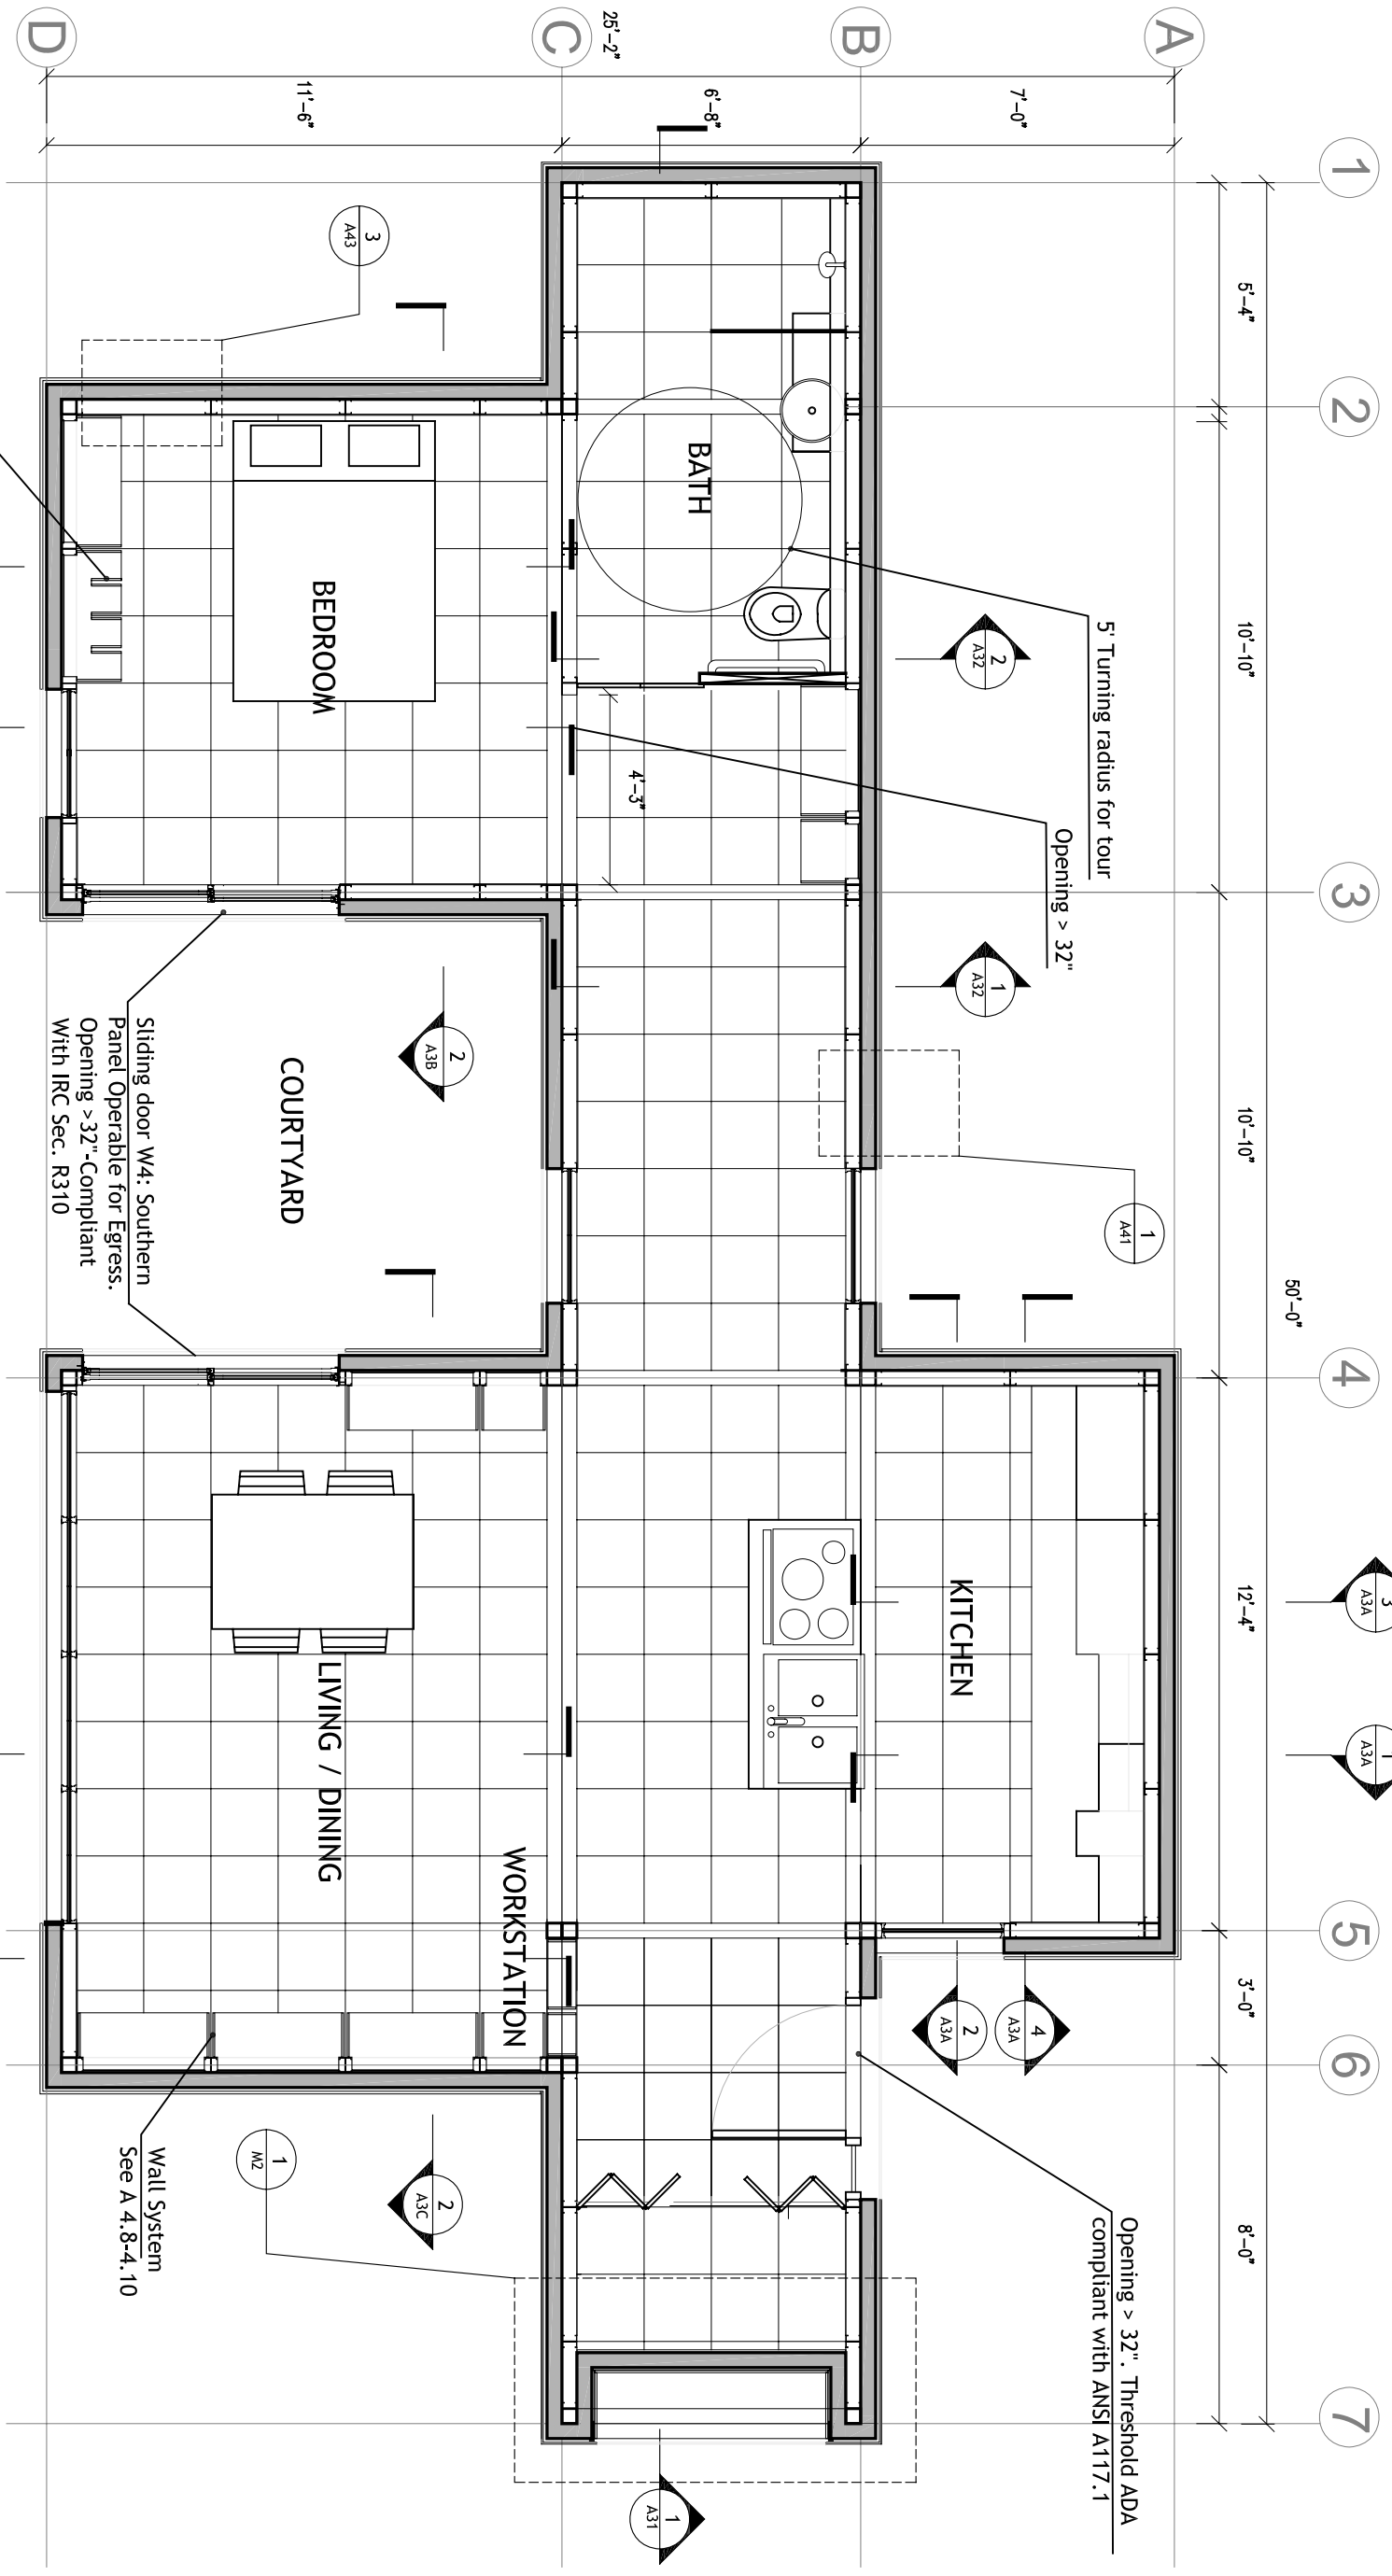 1
2
3
4
5
6
7
A
B
C
D
50'-0"
5'-4"
10'-10"
10'-10"
12'-4"
3'-0"
8'-0"
25'-2"
7'-0"
6'-8"
11'-6"
5' Turning radius for tour
Opening > 32"
Opening > 32". Threshold ADA
compliant with ANSI A117.1
2
A32
1
A32
1
A41
3
A3A
1
A3A
4
A3A
2
A3A
KITCHEN
BATH
4'-3"
BEDROOM
COURTYARD
LIVING / DINING
WORKSTATION
3
A43
2
A3B
2
A3C
1
M2
1
A31
Sliding door W4: Southern
Panel Operable for Egress.
Opening >32"-Compliant
With IRC Sec. R310
Wall System
See A 4.8-4.10